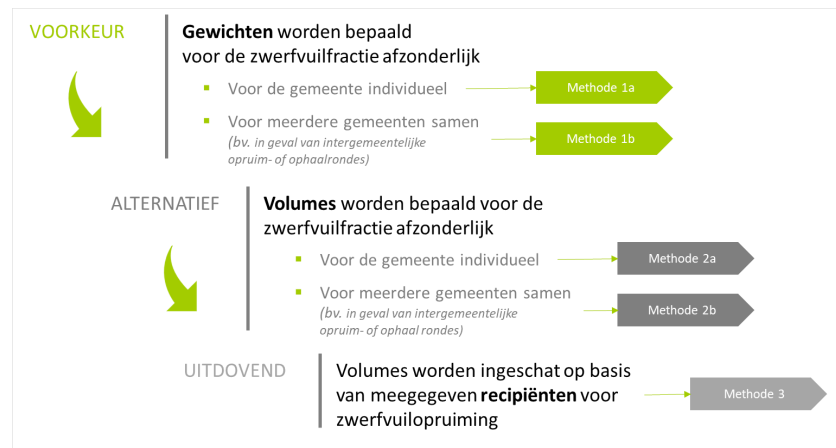 VOORKEUR
Gewichten worden bepaald
voor de zwerfvuilfractie afzonderlijk
▪ Voor de gemeente individueel
Methode 1a
▪ Voor meerdere gemeenten samen
(bv. in geval van intergemeentelijke
opruim- of ophaalrondes)
Methode 1b
ALTERNATIEF
Volumes worden bepaald voor de
zwerfvuilfractie afzonderlijk
▪ Voor de gemeente individueel
Methode 2a
▪ Voor meerdere gemeenten samen
(bv. in geval van intergemeentelijke
opruim- of ophaal rondes)
Methode 2b
UITDOVEND
Volumes worden ingeschat op basis
van meegegeven recipiënten voor
zwerfvuilopruiming
Methode 3